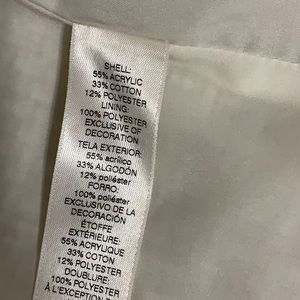 SHELL:
55% ACRYLIC
33% COTTON
12% POLYESTER
LINING:
100% POLYESTER
EXCLUSIVE OF
DECORATION
TELA EXTERIOR:
55% acrílico
33% ALGODÓN
12% poliéster
FORRO:
100% poliéster
EXCLUSIVO DE LA
DECORACIÓN
ÉTOFFE
EXTÉRIEURE:
55% ACRYLIQUE
33% COTON
12% POLYESTER
DOUBLURE:
100% POLYESTER
À L'EXCEPTION